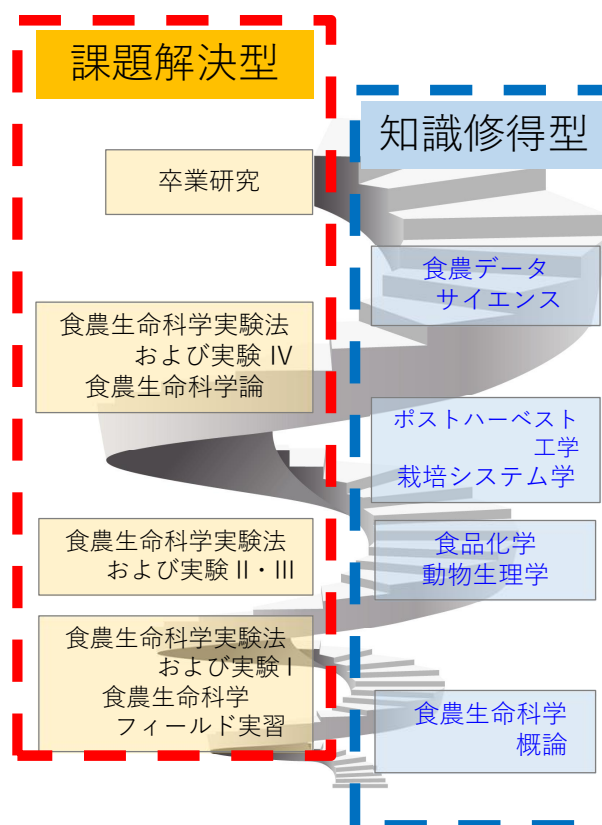 課題解決型
卒業研究
食農生命科学実験法
および実験 IV
食農生命科学論
食農生命科学実験法
および実験 II・III
食農生命科学実験法
および実験 I
食農生命科学
フィールド実習
知識修得型
食農データ
サイエンス
ポストハーベスト
工学
栽培システム学
食品化学
動物生理学
食農生命科学
概論